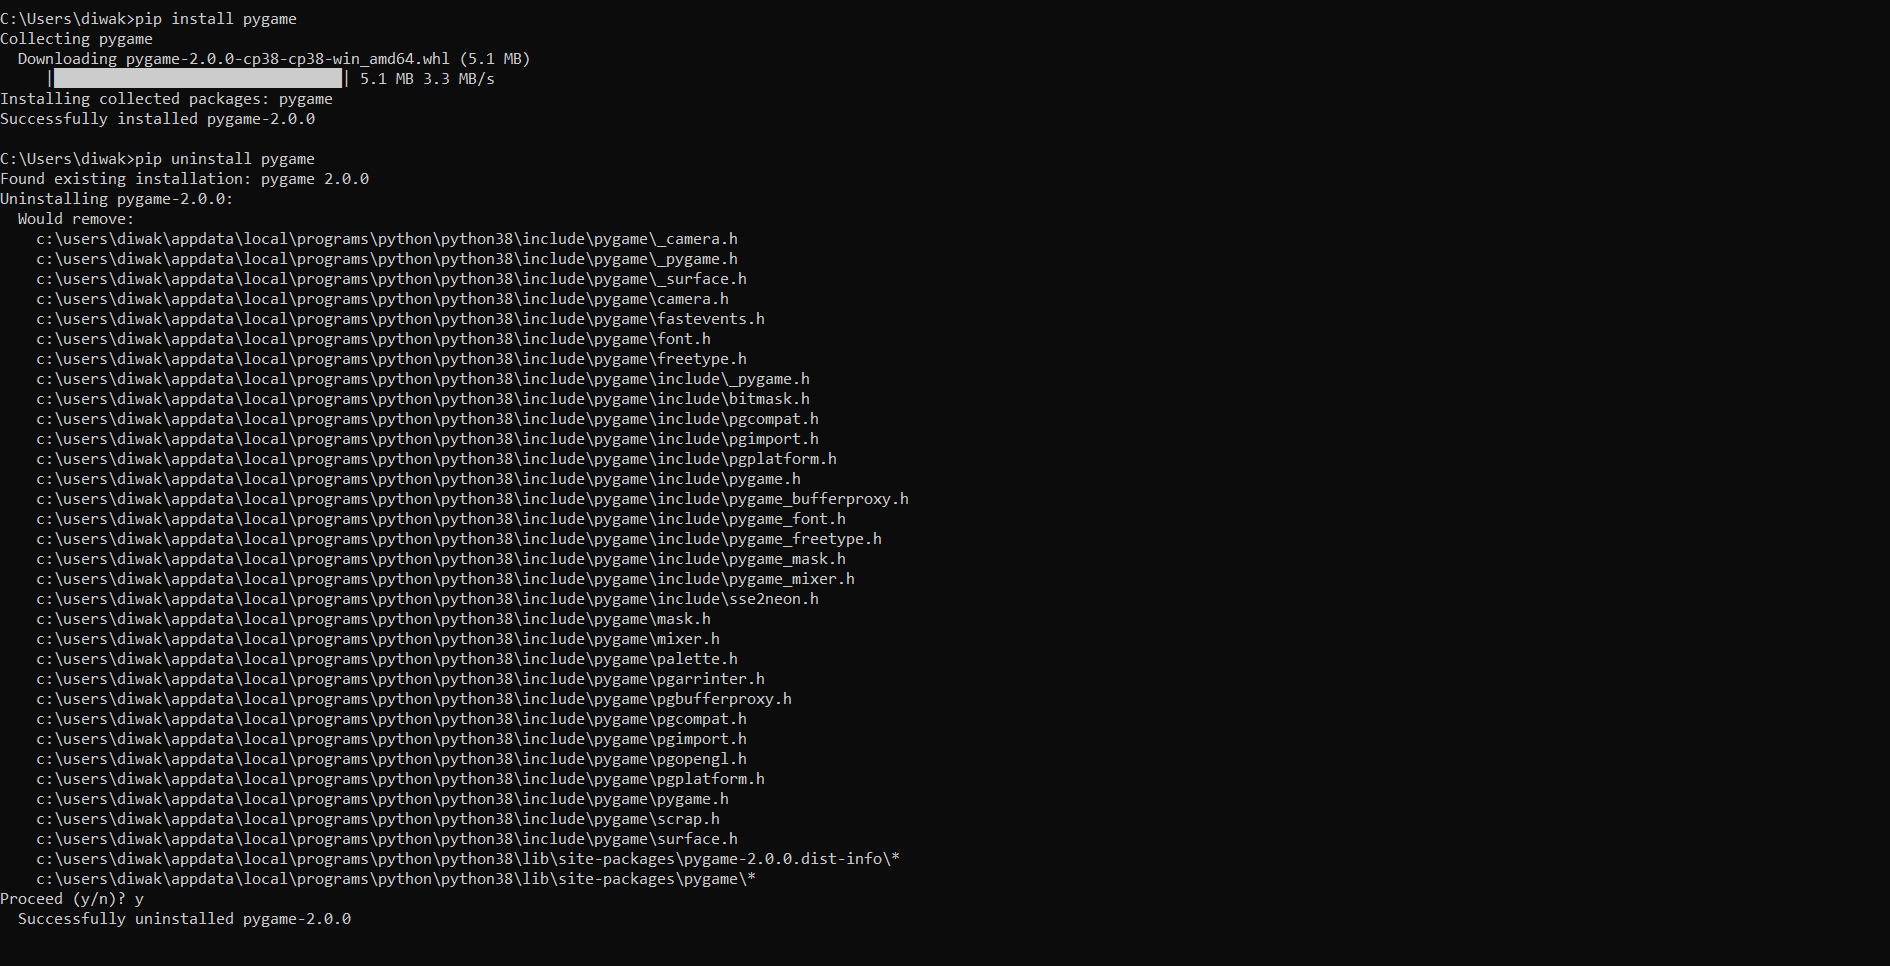 C:\Users\diwak>pip install pygame
Collecting pygame
  Downloading pygame-2.0.0-cp38-cp38-win_amd64.whl (5.1 MB)
     |████████████████████████████████| 5.1 MB 3.3 MB/s
Installing collected packages: pygame
Successfully installed pygame-2.0.0

C:\Users\diwak>pip uninstall pygame
Found existing installation: pygame 2.0.0
Uninstalling pygame-2.0.0:
  Would remove:
    c:\users\diwak\appdata\local\programs\python\python38\include\pygame\_camera.h
    c:\users\diwak\appdata\local\programs\python\python38\include\pygame\_pygame.h
    c:\users\diwak\appdata\local\programs\python\python38\include\pygame\_surface.h
    c:\users\diwak\appdata\local\programs\python\python38\include\pygame\camera.h
    c:\users\diwak\appdata\local\programs\python\python38\include\pygame\fastevents.h
    c:\users\diwak\appdata\local\programs\python\python38\include\pygame\font.h
    c:\users\diwak\appdata\local\programs\python\python38\include\pygame\freetype.h
    c:\users\diwak\appdata\local\programs\python\python38\include\pygame\include\_pygame.h
    c:\users\diwak\appdata\local\programs\python\python38\include\pygame\include\bitmask.h
    c:\users\diwak\appdata\local\programs\python\python38\include\pygame\include\pgcompat.h
    c:\users\diwak\appdata\local\programs\python\python38\include\pygame\include\pgimport.h
    c:\users\diwak\appdata\local\programs\python\python38\include\pygame\include\pgplatform.h
    c:\users\diwak\appdata\local\programs\python\python38\include\pygame\include\pygame.h
    c:\users\diwak\appdata\local\programs\python\python38\include\pygame\include\pygame_bufferproxy.h
    c:\users\diwak\appdata\local\programs\python\python38\include\pygame\include\pygame_font.h
    c:\users\diwak\appdata\local\programs\python\python38\include\pygame\include\pygame_freetype.h
    c:\users\diwak\appdata\local\programs\python\python38\include\pygame\include\pygame_mask.h
    c:\users\diwak\appdata\local\programs\python\python38\include\pygame\include\pygame_mixer.h
    c:\users\diwak\appdata\local\programs\python\python38\include\pygame\include\sse2neon.h
    c:\users\diwak\appdata\local\programs\python\python38\include\pygame\mask.h
    c:\users\diwak\appdata\local\programs\python\python38\include\pygame\mixer.h
    c:\users\diwak\appdata\local\programs\python\python38\include\pygame\palette.h
    c:\users\diwak\appdata\local\programs\python\python38\include\pygame\pgarrinter.h
    c:\users\diwak\appdata\local\programs\python\python38\include\pygame\pgbufferproxy.h
    c:\users\diwak\appdata\local\programs\python\python38\include\pygame\pgcompat.h
    c:\users\diwak\appdata\local\programs\python\python38\include\pygame\pgimport.h
    c:\users\diwak\appdata\local\programs\python\python38\include\pygame\pgopengl.h
    c:\users\diwak\appdata\local\programs\python\python38\include\pygame\pgplatform.h
    c:\users\diwak\appdata\local\programs\python\python38\include\pygame\pygame.h
    c:\users\diwak\appdata\local\programs\python\python38\include\pygame\scrap.h
    c:\users\diwak\appdata\local\programs\python\python38\include\pygame\surface.h
    c:\users\diwak\appdata\local\programs\python\python38\lib\site-packages\pygame-2.0.0.dist-info\*
    c:\users\diwak\appdata\local\programs\python\python38\lib\site-packages\pygame\*
Proceed (y/n)? y
  Successfully uninstalled pygame-2.0.0